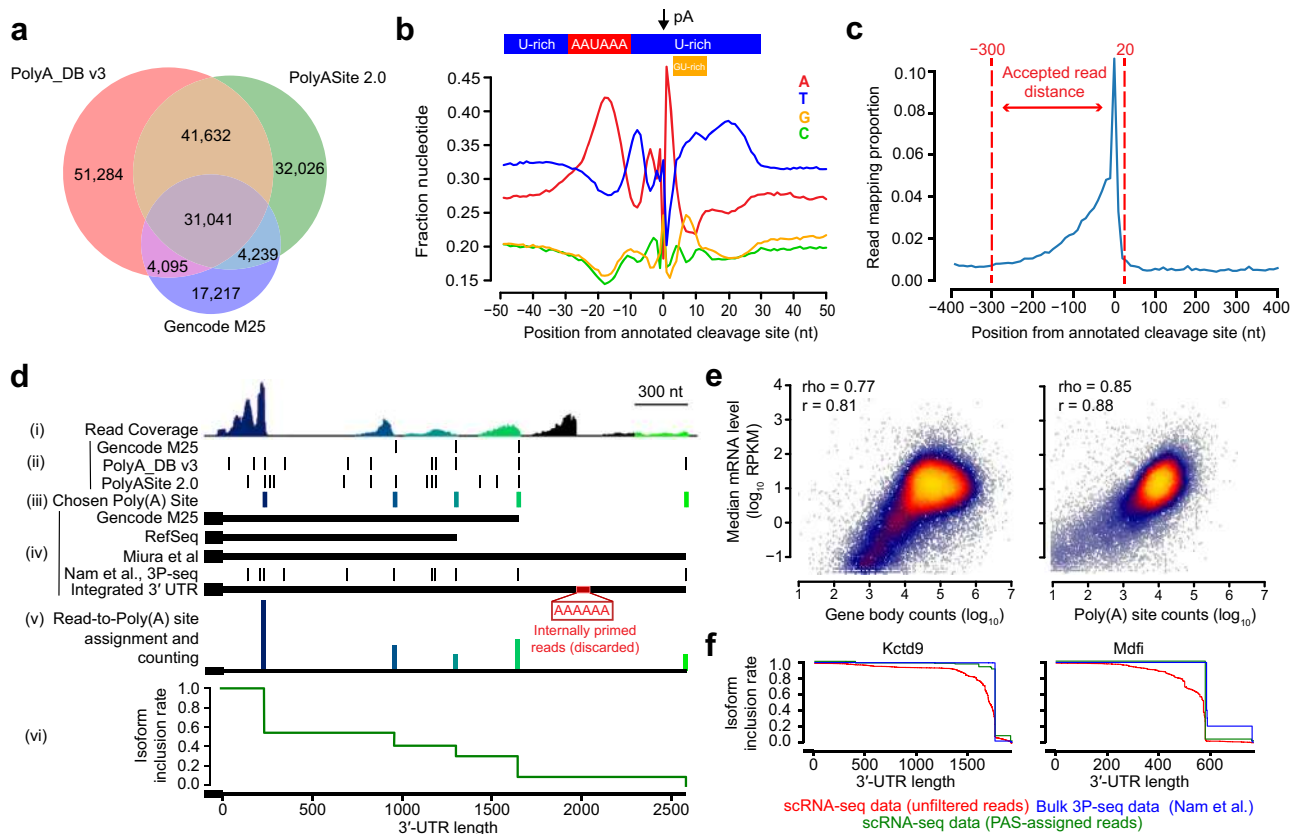 a
PolyA_DB v3
PolyASite 2.0
41,632
51,284
32,026
31,041
4,095
4,239
17,217
Gencode M25
b
pA
U-rich
AAUAAA
U-rich
GU-rich
A
T
G
C
Fraction nucleotide
0.45
0.40
0.35
0.30
0.25
0.20
0.15
−50 −40 −30 −20 −10 0 10 20 30 40 50
Position from annotated cleavage site (nt)
c
−300
20
Accepted read
distance
Read mapping proportion
0.10
0.08
0.06
0.04
0.02
0.00
−400 −300 −200 −100 0 100 200 300 400
Position from annotated cleavage site (nt)
d
300 nt
(i) Read Coverage
(ii)
Gencode M25
PolyA_DB v3
PolyASite 2.0
(iii) Chosen Poly(A) Site
(iv)
Gencode M25
RefSeq
Miura et al
Nam et al., 3P-seq
Integrated 3′ UTR
AAAAAA
Internally primed
reads (discarded)
(v) Read-to-Poly(A) site
assignment and
counting
(vi)
Isoform
inclusion rate
1.0
0.8
0.6
0.4
0.2
0.0
0 500 1000 1500 2000 2500
3′-UTR length
e
rho = 0.77
r = 0.81
Median mRNA level
(log10 RPKM)
4
3
2
1
0
−1
1 2 3 4 5 6 7
Gene body counts (log10)
rho = 0.85
r = 0.88
1 2 3 4 5 6 7
Poly(A) site counts (log10)
f
Kctd9
Isoform
inclusion rate
1.0
0.8
0.6
0.4
0.2
0.0
0 500 1000 1500
3′-UTR length
Mdfi
0 200 400 600
3′-UTR length
scRNA-seq data (unfiltered reads) Bulk 3P-seq data (Nam et al.)
scRNA-seq data (PAS-assigned reads)